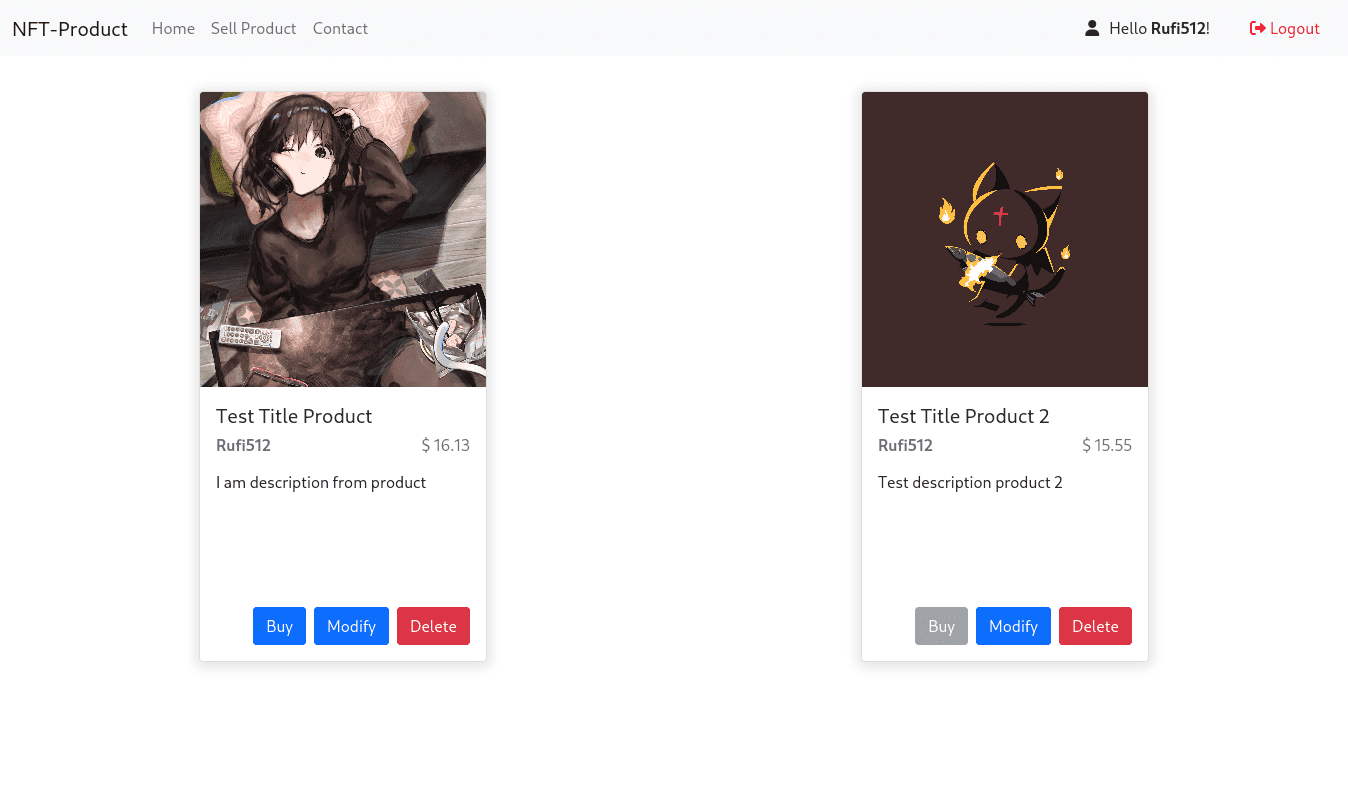 NFT-Product Home Sell Product Contact Hello Rufi512! Logout
Test Title Product
Rufi512 $ 16.13
I am description from product
Buy Modify Delete
Test Title Product 2
Rufi512 $ 15.55
Test description product 2
Buy Modify Delete